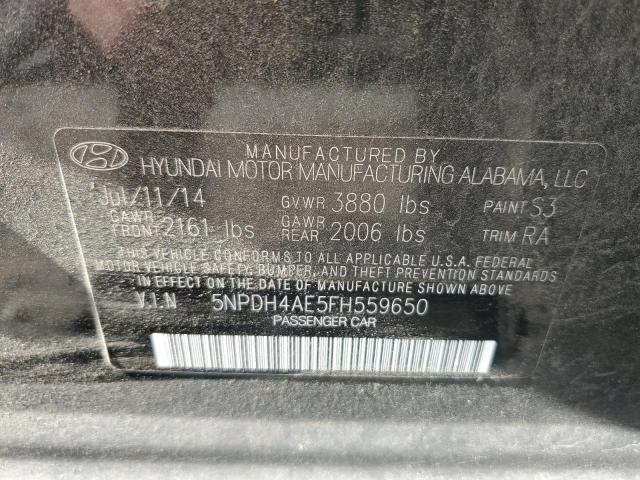 MANUFACTURED BY
HYUNDAI MOTOR MANUFACTURING ALABAMA, LLC
Jul/11/14 GVWR 3880 lbs PAINT S3
GAWR FRONT 2161 lbs GAWR REAR 2006 lbs TRIM RA
THIS VEHICLE CONFORMS TO ALL APPLICABLE U.S.A. FEDERAL
MOTOR VEHICLE SAFETY, BUMPER, AND THEFT PREVENTION
STANDARDS IN EFFECT ON THE DATE OF MANUFACTURE SHOWN ABOVE
V.I.N 5NPDH4AE5FH559650
PASSENGER CAR